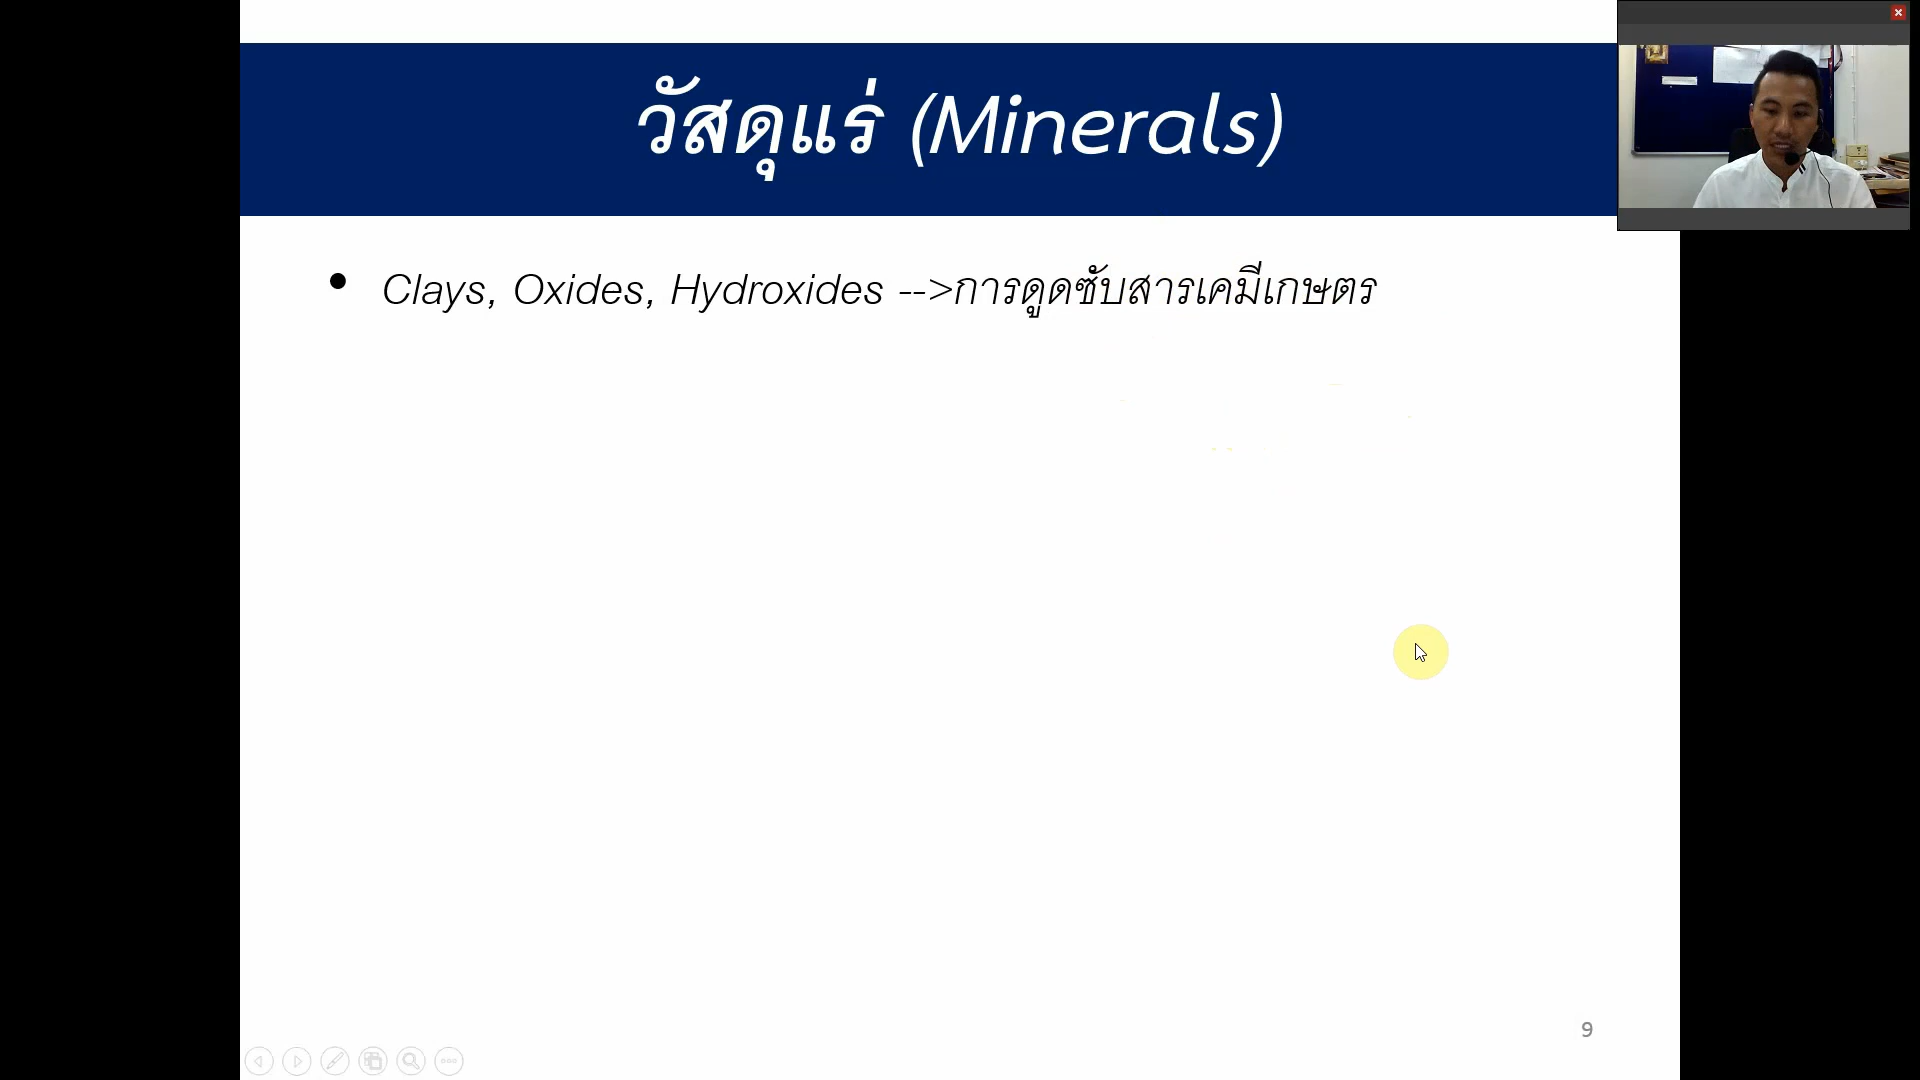 วัสดุแร่ (Minerals)
• Clays, Oxides, Hydroxides -->การดูดซับสารเคมีเกษตร
9